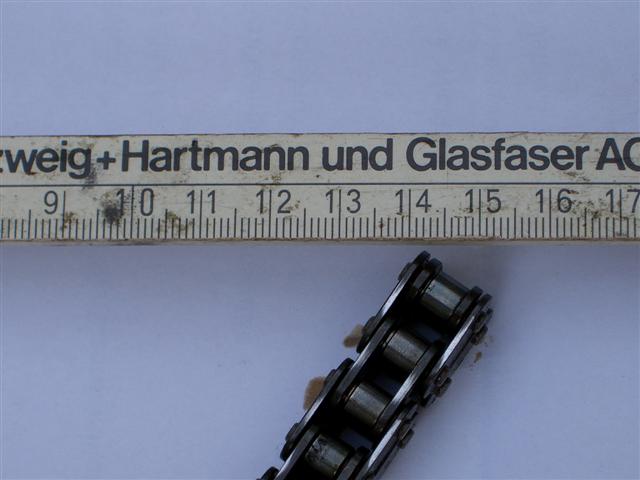 zweig+Hartmann und Glasfaser AG
9 10 11 12 13 14 15 16 17